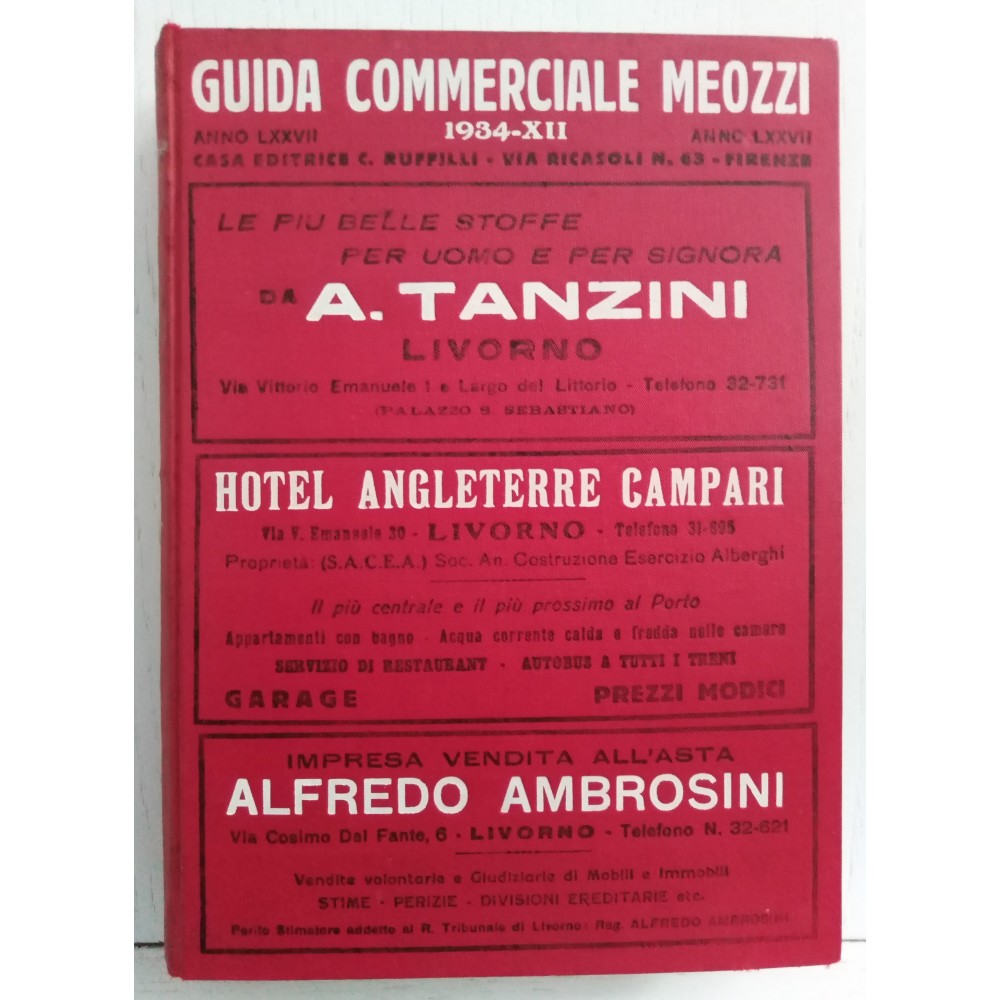 GUIDA COMMERCIALE MEOZZI
1934-XII
ANNO LXXVII ANNO LXXVII
CASA EDITRICE C. RUFFILLI - VIA RICASOLI N. 63 - FIRENZE
LE PIU BELLE STOFFE
PER UOMO E PER SIGNORA
DA A. TANZINI
LIVORNO
Via Vittorio Emanuele 1 e Largo del Littorio - Telefono 32-731
(PALAZZO S. SEBASTIANO)
HOTEL ANGLETERRE CAMPARI
Via V. Emanuele 30 - LIVORNO - Telefono 31-695
Proprietà: (S.A.C.E.A.) Soc. An. Costruzione Esercizio Alberghi
Il più centrale e il più prossimo al Porto
Appartamenti con bagno - Acqua corrente calda e fredda nelle camere
SERVIZIO DI RESTAURANT - AUTOBUS A TUTTI I TRENI
GARAGE PREZZI MODICI
IMPRESA VENDITA ALL'ASTA
ALFREDO AMBROSINI
Via Cosimo Del Fante, 6 - LIVORNO - Telefono N. 32-621
Vendite volontarie e Giudiziarie di Mobili e Immobili
STIME - PERIZIE - DIVISIONI EREDITARIE etc.
Perito Stimatore addetto al R. Tribunale di Livorno: Rag. ALFREDO AMBROSINI